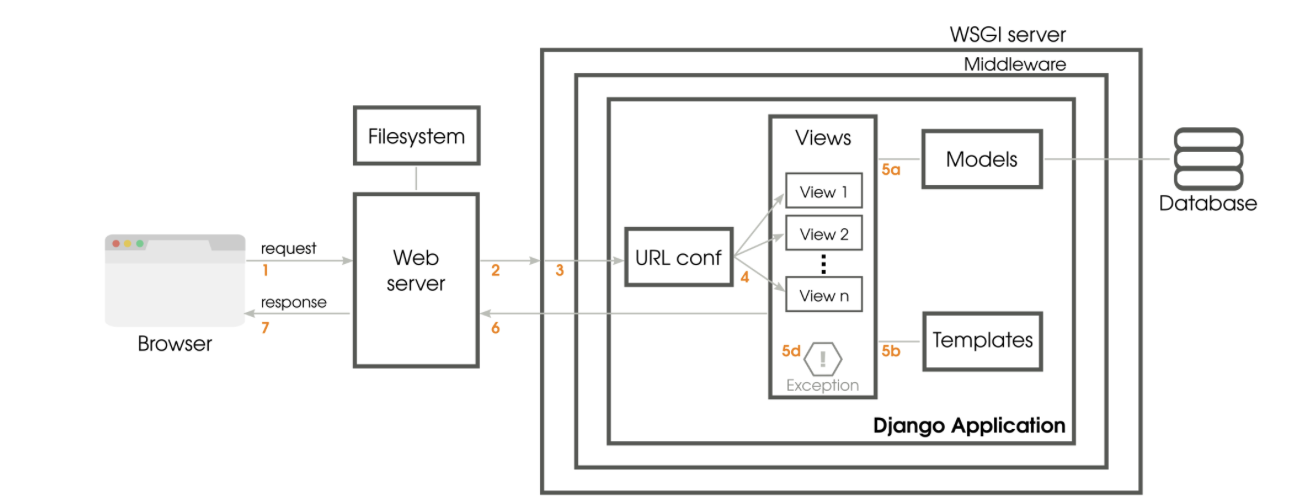 WSGI server
Middleware
Filesystem
Views
Models
5a
View 1
Database
View 2
request
1
Web
server
2
3
URL conf
4
View n
response
7
6
Browser
5d
!
Exception
5b
Templates
Django Application